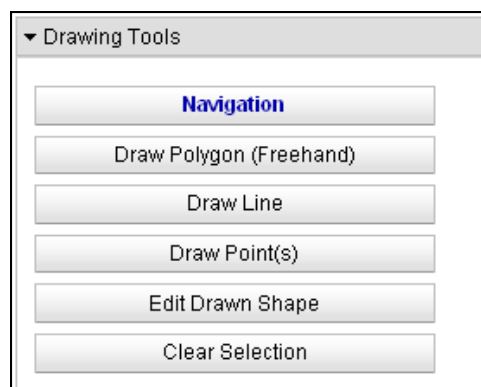 Drawing Tools
Navigation
Draw Polygon (Freehand)
Draw Line
Draw Point(s)
Edit Drawn Shape
Clear Selection